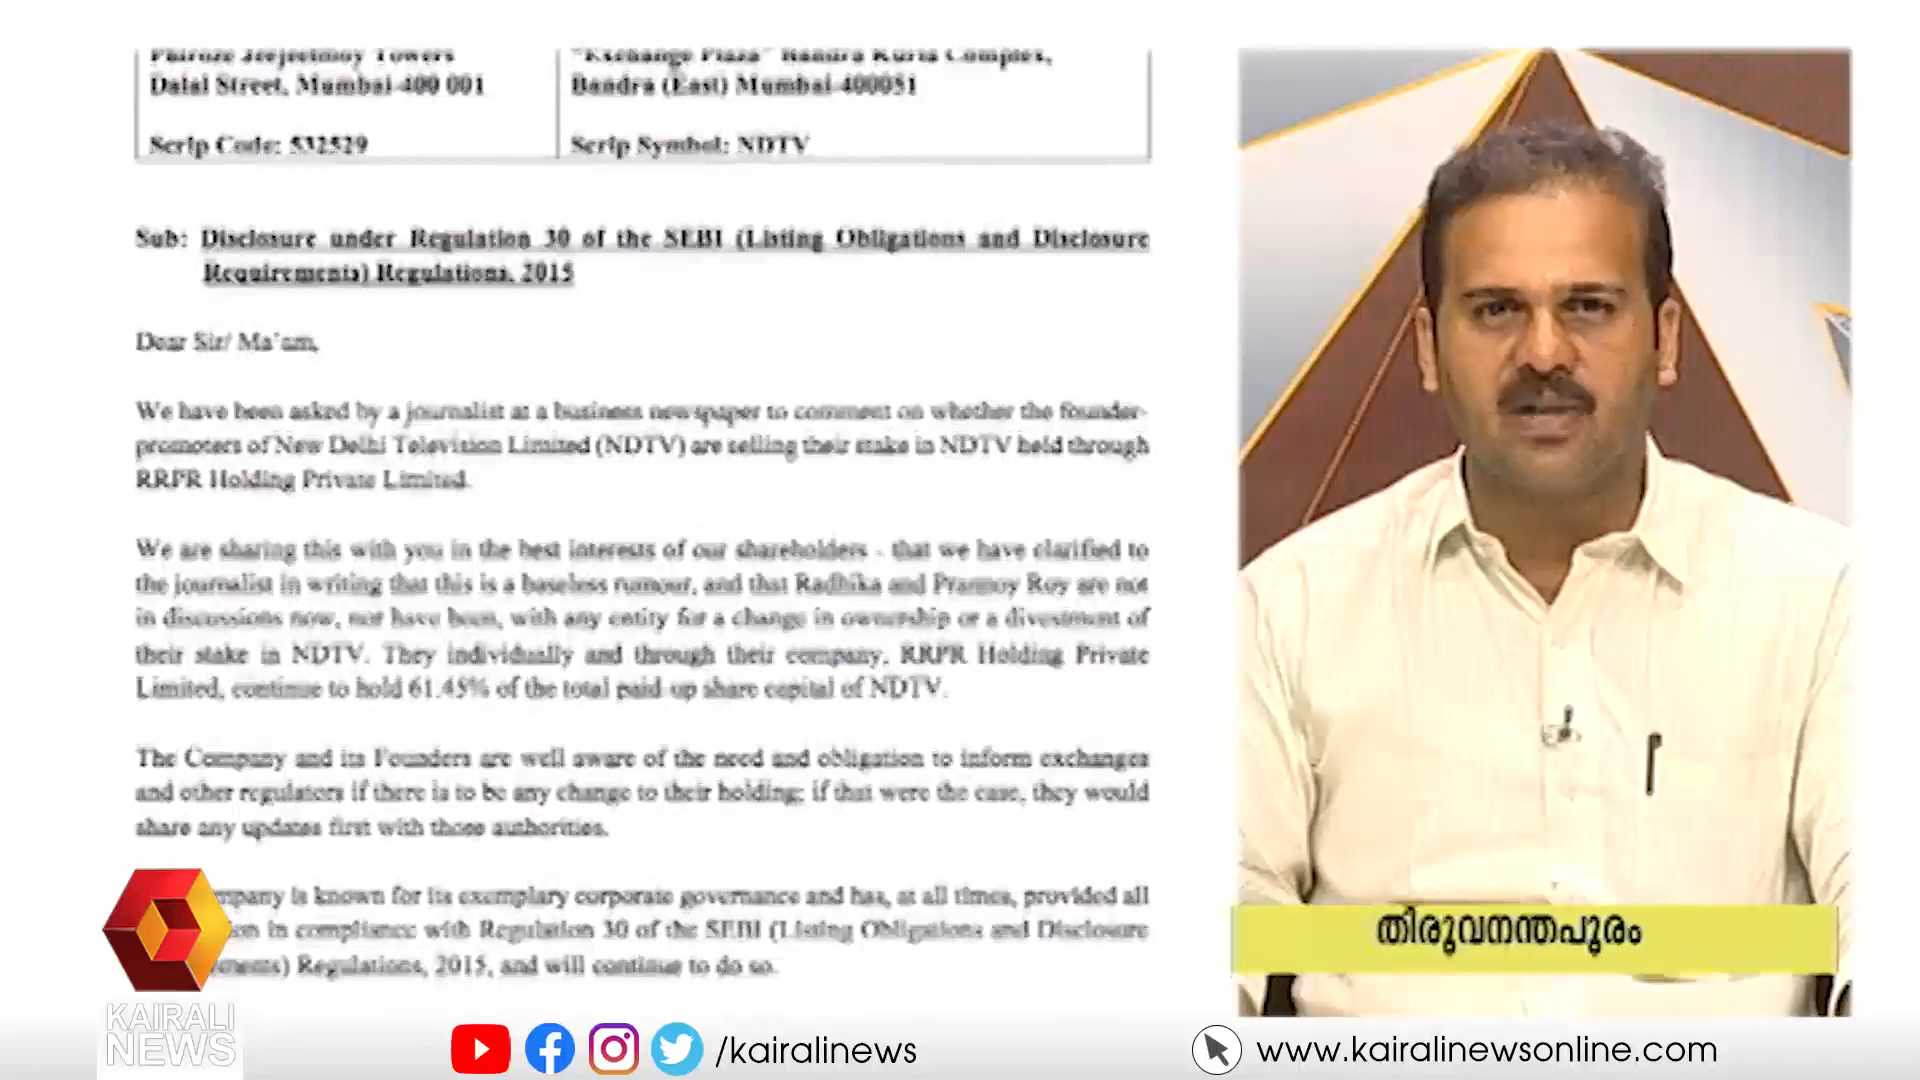 Phiroze Jeejeebhoy Towers
Dalal Street, Mumbai-400 001
Scrip Code: 532529
"Exchange Plaza" Bandra Kurla Complex,
Bandra (East) Mumbai-400051
Scrip Symbol: NDTV
Sub: Disclosure under Regulation 30 of the SEBI (Listing Obligations and Disclosure
Requirements) Regulations, 2015
Dear Sir/ Ma'am,
We have been asked by a journalist at a business newspaper to comment on whether the founder-
promoters of New Delhi Television Limited (NDTV) are selling their stake in NDTV held through
RRPR Holding Private Limited.
We are sharing this with you in the best interests of our shareholders - that we have clarified to
the journalist in writing that this is a baseless rumour, and that Radhika and Prannoy Roy are not
in discussions now, nor have been, with any entity for a change in ownership or a divestment of
their stake in NDTV. They individually and through their company, RRPR Holding Private
Limited, continue to hold 61.45% of the total paid-up share capital of NDTV.
The Company and its Founders are well aware of the need and obligation to inform exchanges
and other regulators if there is to be any change to their holding; if that were the case, they would
share any updates first with those authorities.
mpany is known for its exemplary corporate governance and has, at all times, provided all
on in compliance with Regulation 30 of the SEBI (Listing Obligations and Disclosure
ements) Regulations, 2015, and will continue to do so.
തിരുവനന്തപുരം
KAIRALI
NEWS
/kairalinews
www.kairalinewsonline.com